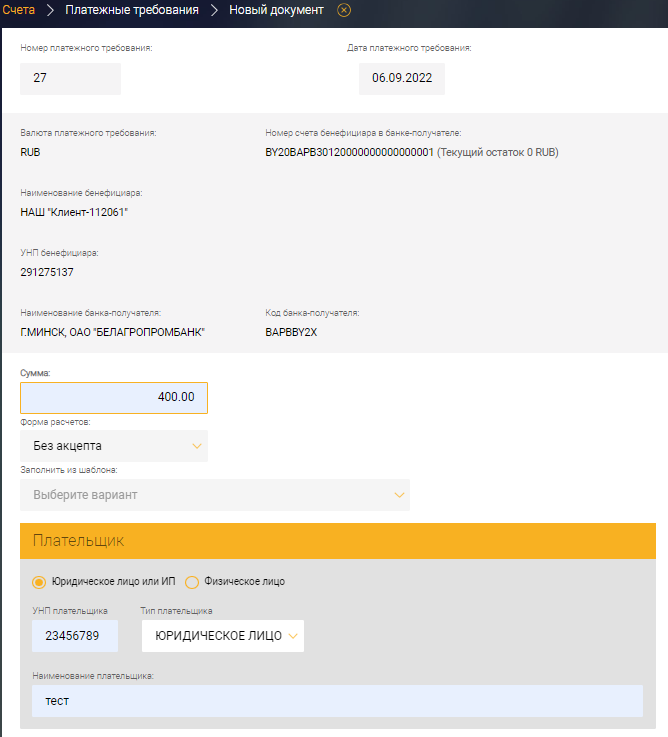 Счета Платежные требования Новый документ
Номер платежного требования: Дата платежного требования:
27 06.09.2022
Валюта платежного требования: Номер счета бенефициара в банке-получателе:
RUB BY20BAPB30120000000000000001 (Текущий остаток 0 RUB)
Наименование бенефициара:
НАШ "Клиент-112061"
УНП бенефициара:
291275137
Наименование банка-получателя: Код банка-получателя:
Г.МИНСК, ОАО "БЕЛАГРОПРОМБАНК" BAPBBY2X
Сумма:
400.00
Форма расчетов:
Без акцепта
Заполнить из шаблона:
Выберите вариант
Плательщик
Юридическое лицо или ИП Физическое лицо
УНП плательщика Тип плательщика
23456789 ЮРИДИЧЕСКОЕ ЛИЦО
Наименование плательщика:
тест